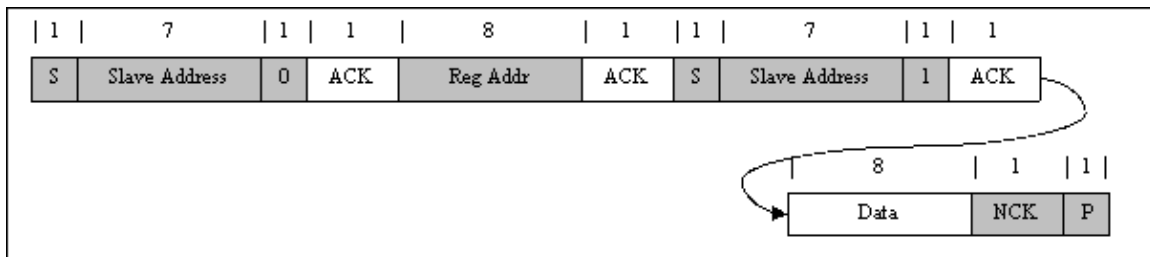 | 1 | 7 | 1 | 1 | 8 | 1 | 1 | 7 | 1 | 1
S Slave Address 0 ACK Reg Addr ACK S Slave Address 1 ACK
| 8 | 1 | 1 |
Data NCK P